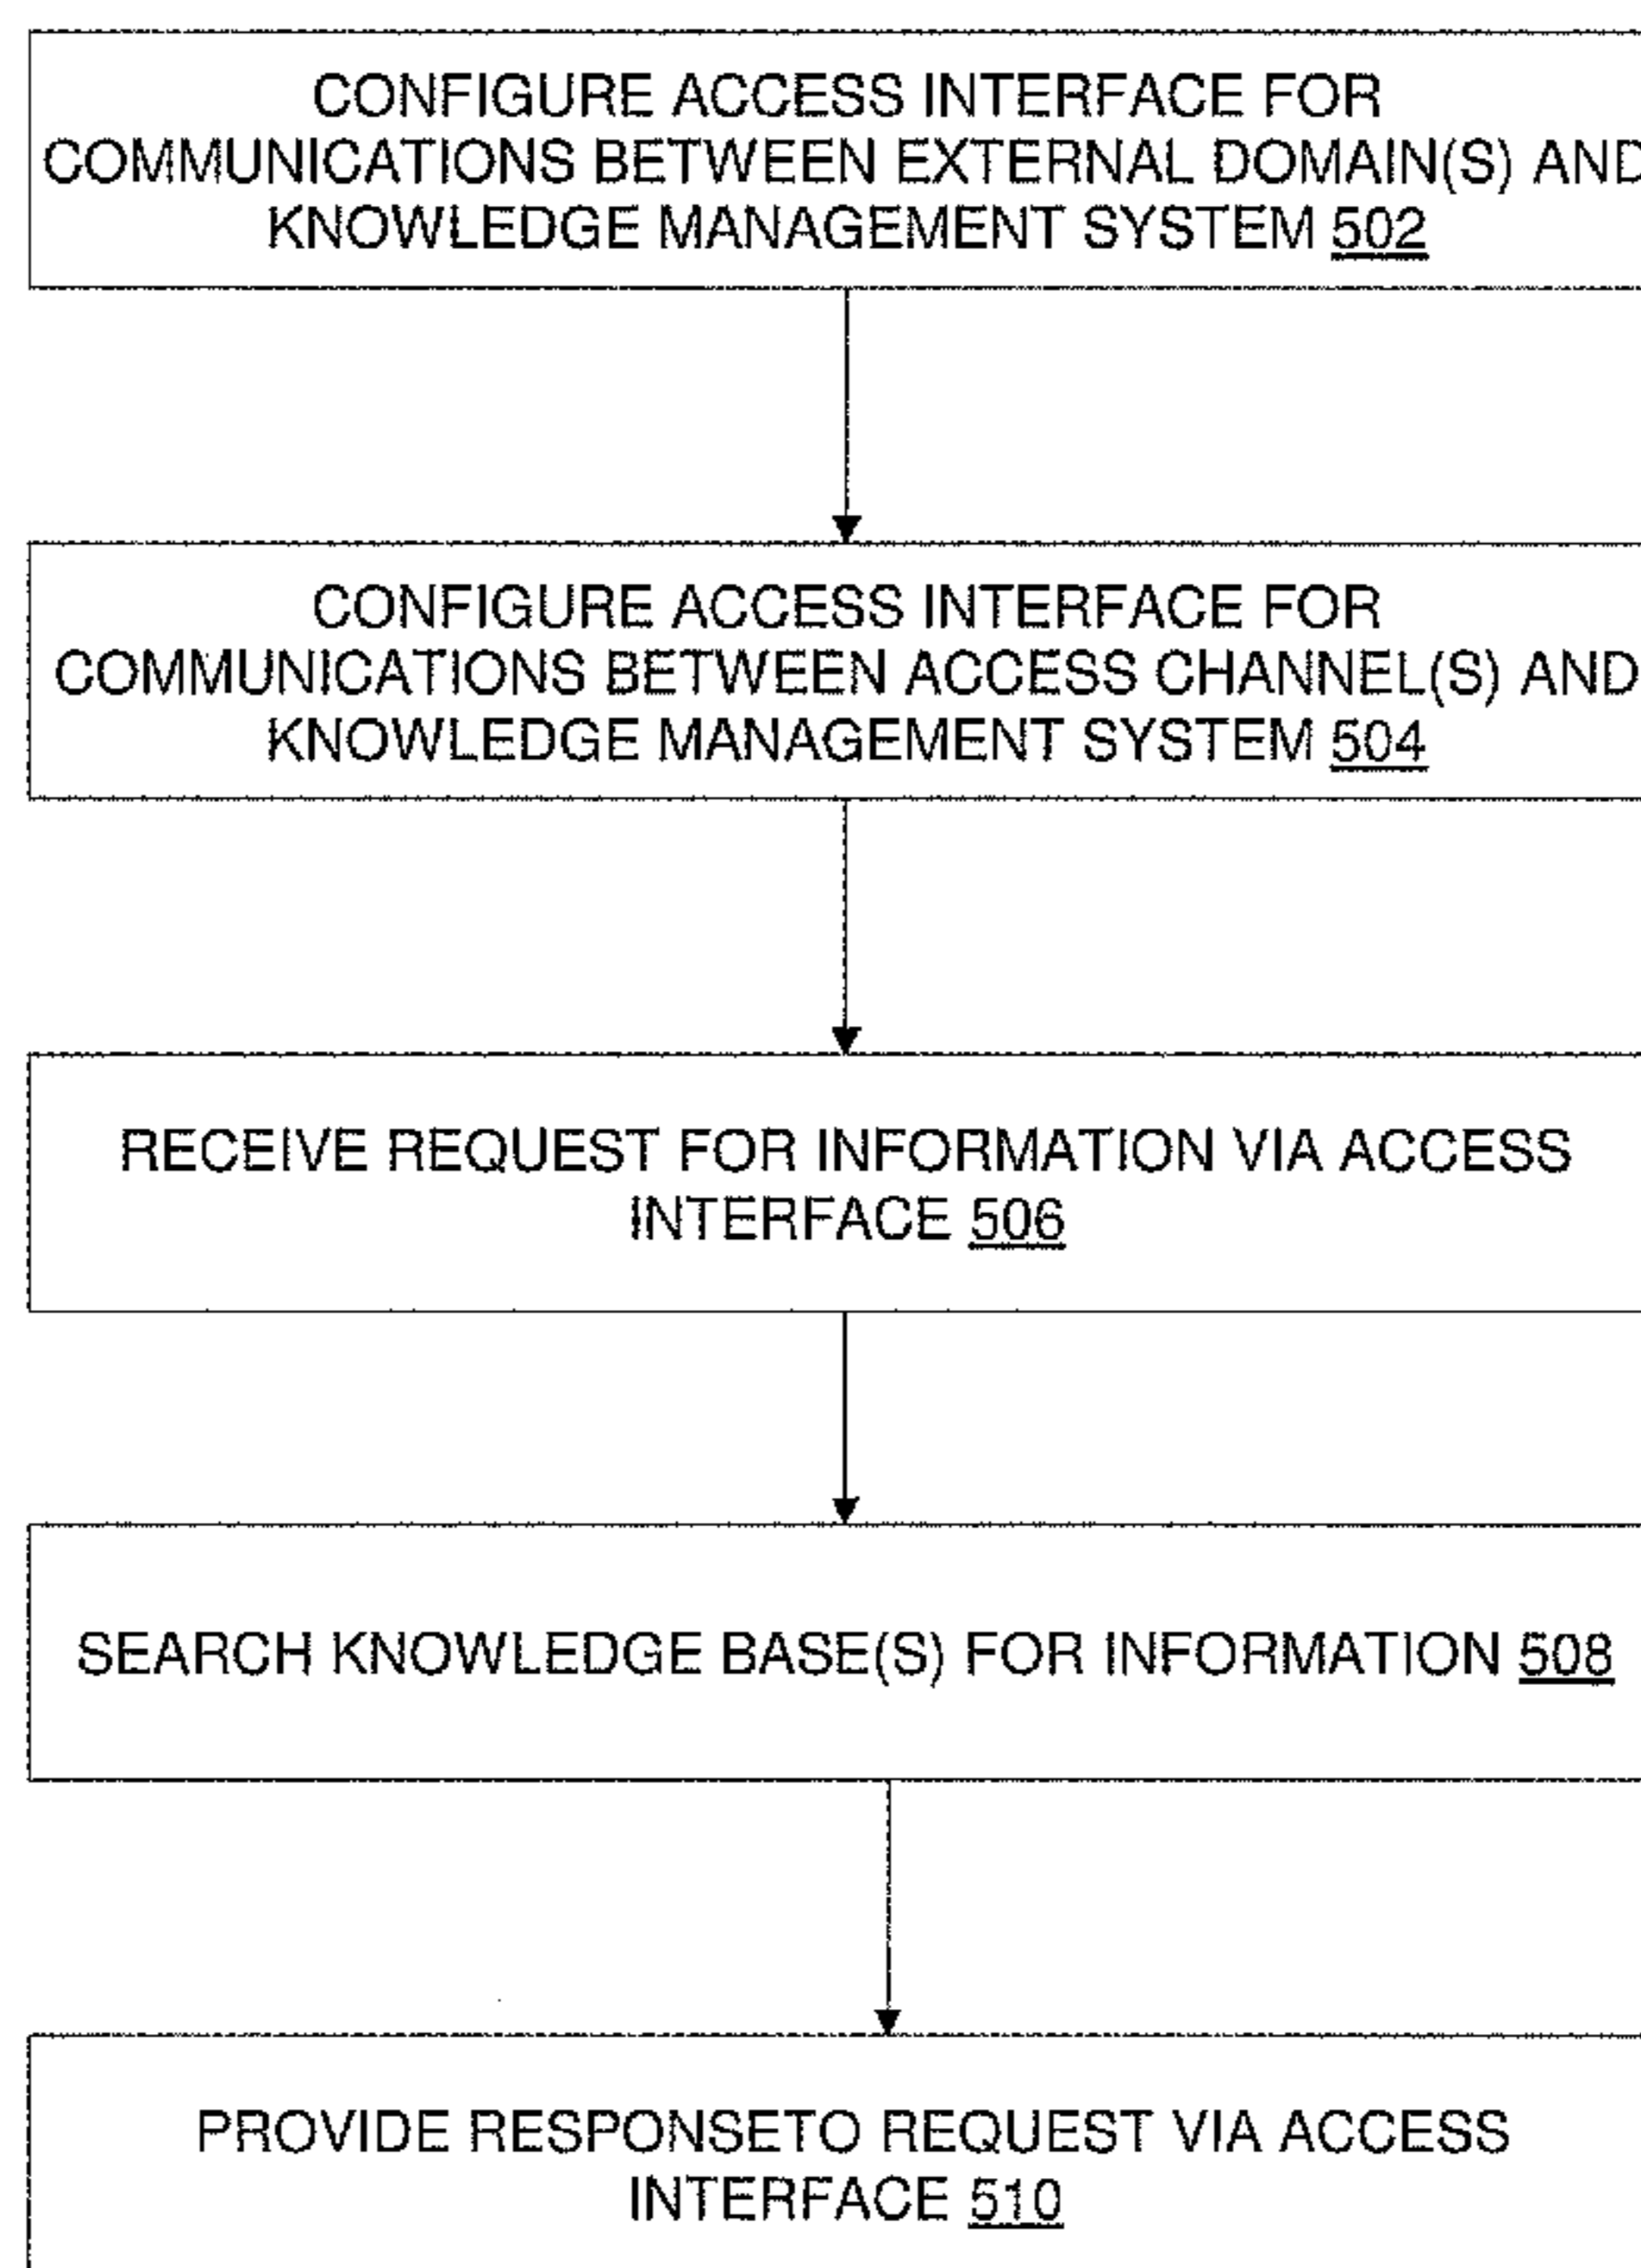 CONFIGURE ACCESS INTERFACE FOR
COMMUNICATIONS BETWEEN EXTERNAL DOMAIN(S) AND
KNOWLEDGE MANAGEMENT SYSTEM 502
CONFIGURE ACCESS INTERFACE FOR
COMMUNICATIONS BETWEEN ACCESS CHANNEL(S) AND
KNOWLEDGE MANAGEMENT SYSTEM 504
RECEIVE REQUEST FOR INFORMATION VIA ACCESS
INTERFACE 506
SEARCH KNOWLEDGE BASE(S) FOR INFORMATION 508
PROVIDE RESPONSETO REQUEST VIA ACCESS
INTERFACE 510